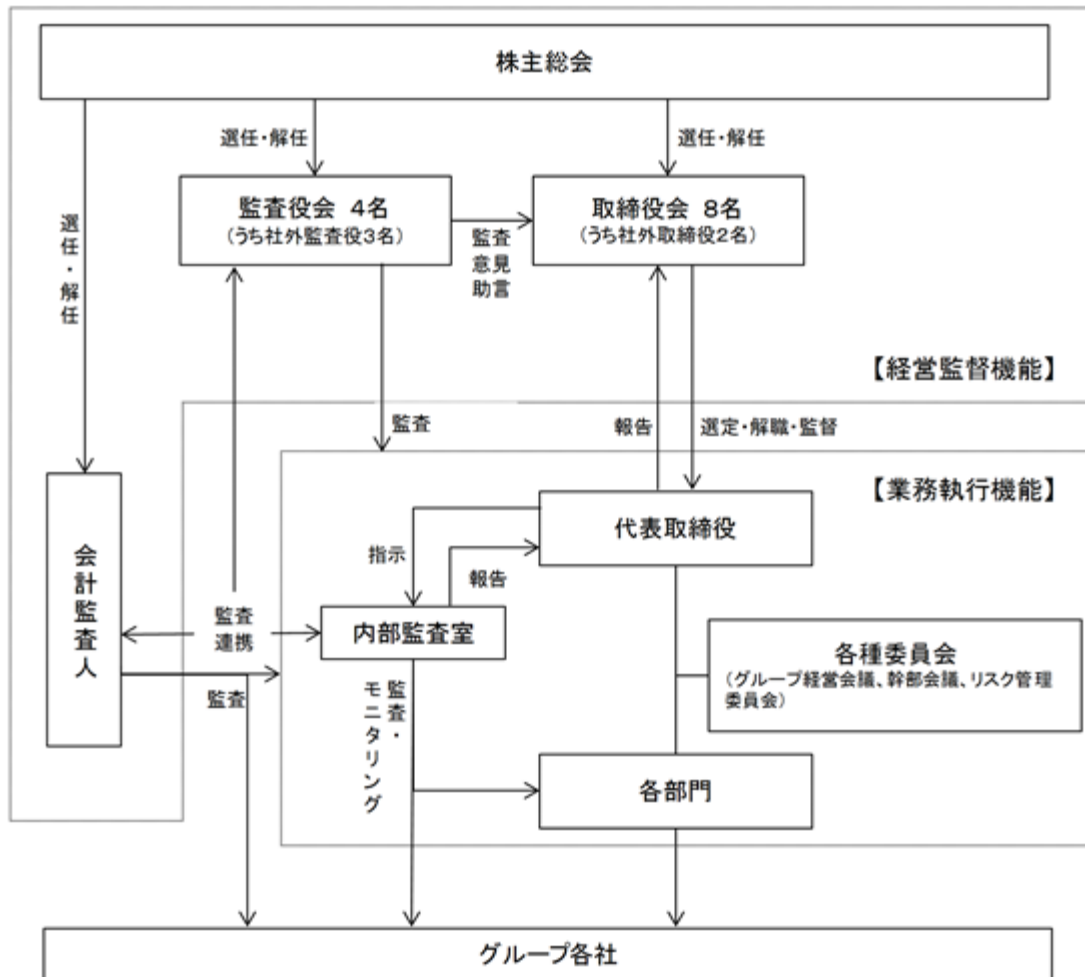 株主総会
選任・解任
選任・解任
選任・解任
監査役会 4名
(うち社外監査役3名)
監査
意見
助言
取締役会 8名
(うち社外取締役2名)
【経営監督機能】
監査
報告
選定・解職・監督
【業務執行機能】
代表取締役
指示
報告
会計監査人
監査
連携
内部監査室
各種委員会
(グループ経営会議、幹部会議、リスク管理
委員会)
監査
監査・
モニタリング
各部門
グループ各社